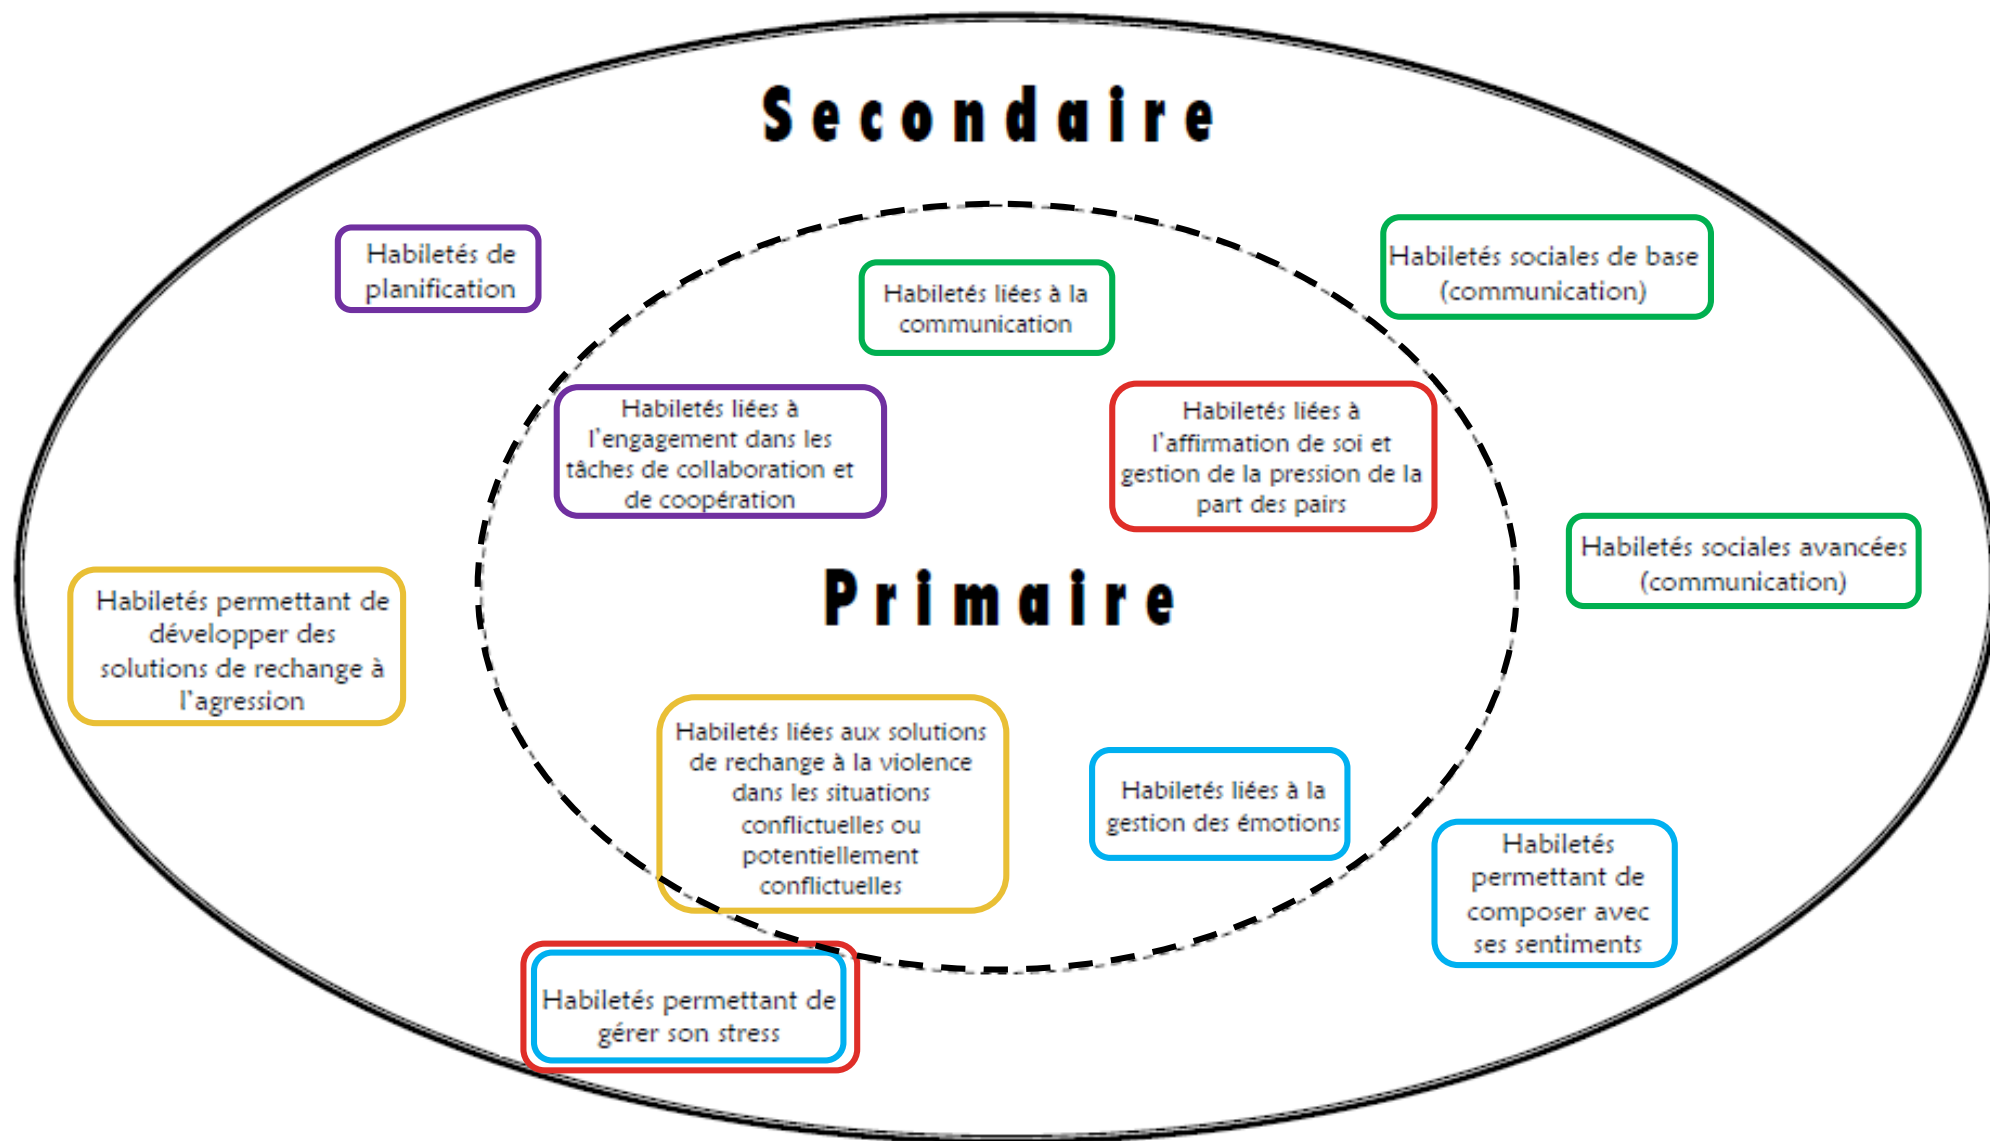 Secondaire
Habiletés de
planification
Habiletés sociales de base
(communication)
Habiletés liées à la
communication
Habiletés liées à
l'engagement dans les
tâches de collaboration et
de coopération
Habiletés liées à
l'affirmation de soi et
gestion de la pression de la
part des pairs
Habiletés sociales avancées
(communication)
Primaire
Habiletés permettant de
développer des
solutions de rechange à
l'agression
Habiletés liées aux solutions
de rechange à la violence
dans les situations
conflictuelles ou
potentiellement
conflictuelles
Habiletés liées à la
gestion des émotions
Habiletés
permettant de
composer avec
ses sentiments
Habiletés permettant de
gérer son stress